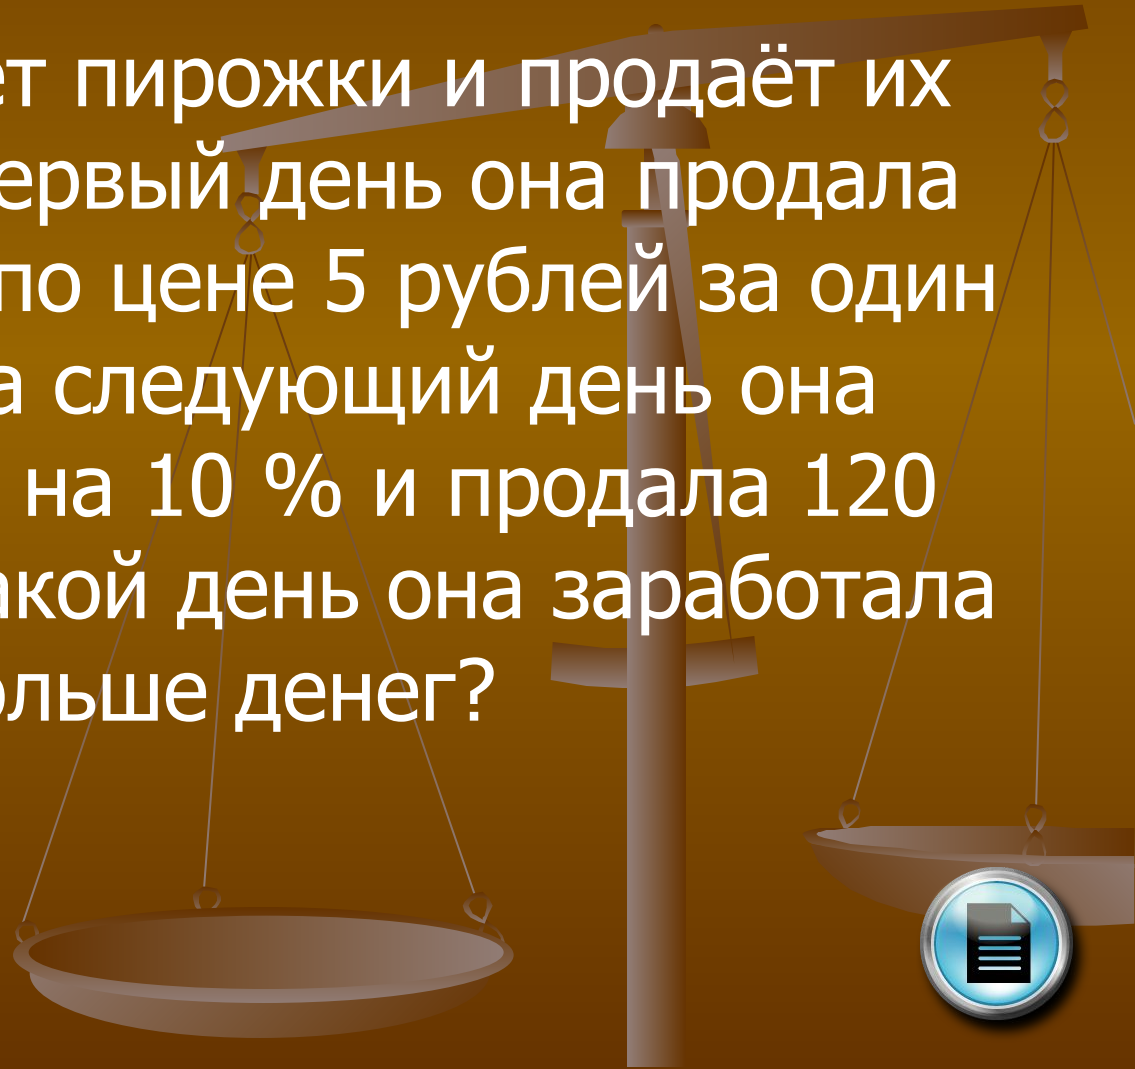 ет пирожки и продаёт их
ервый день она продала
по цене 5 рублей за один
а следующий день она
на 10 % и продала 120
акой день она заработала
ольше денег?